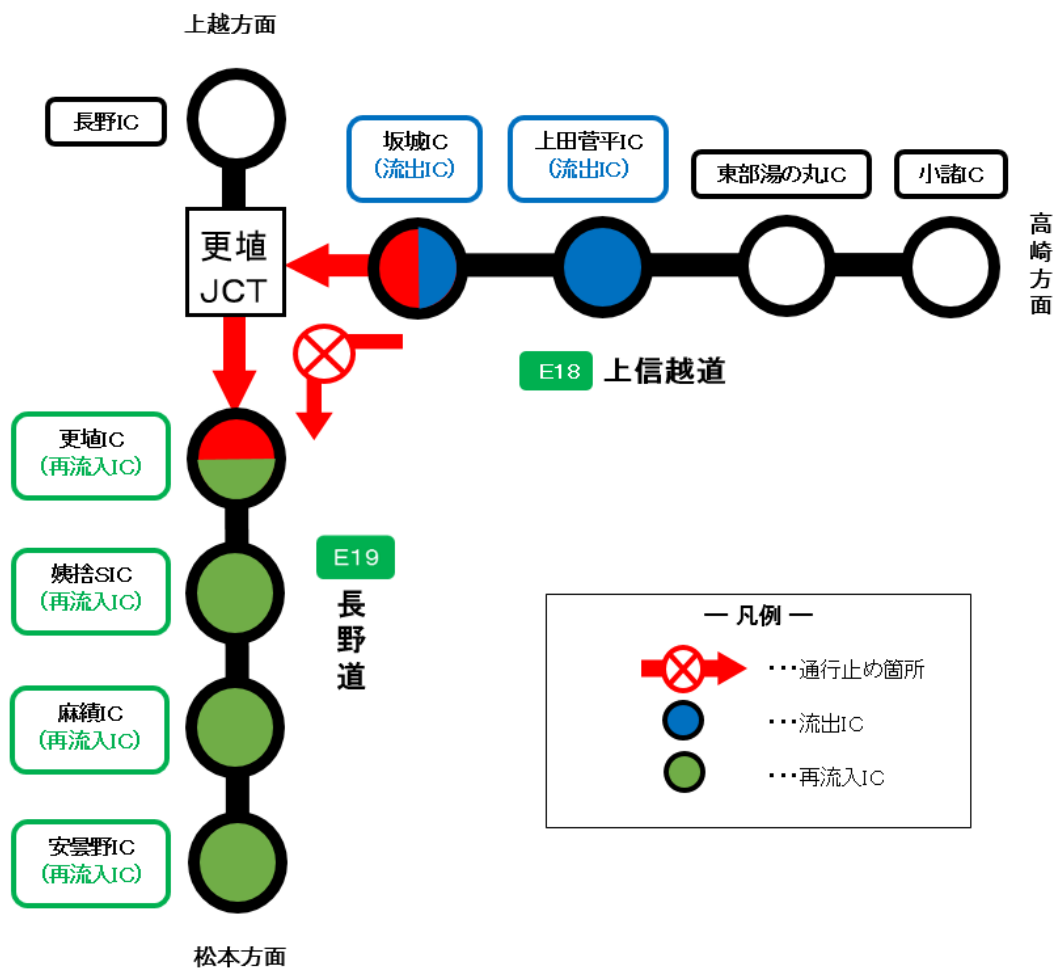 上越方面
長野IC
坂城IC
(流出IC)
上田菅平IC
(流出IC)
東部湯の丸IC
小諸IC
高崎方面
更埴
JCT
E18 上信越道
更埴IC
(再流入IC)
姨捨SIC
(再流入IC)
E19
長野道
麻績IC
(再流入IC)
安曇野IC
(再流入IC)
松本方面
― 凡例 ―
･･･通行止め箇所
･･･流出IC
･･･再流入IC